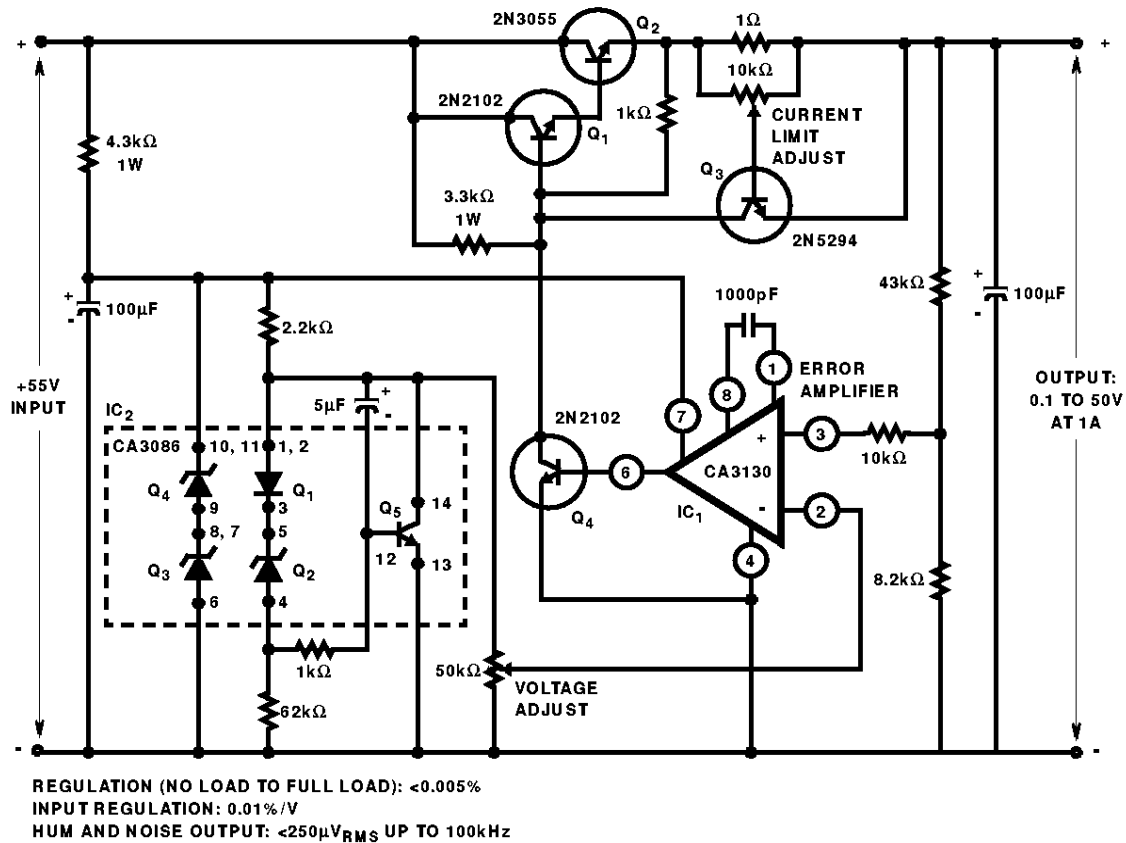 2N3055
Q2
1Ω
+
+
10kΩ
2N2102
Q1
1kΩ
CURRENT
LIMIT
ADJUST
4.3kΩ
1W
3.3kΩ
1W
Q3
2N5294
+
-
100μF
2.2kΩ
1000pF
43kΩ
+
-
100μF
+55V
INPUT
5μF
+
-
8
1
ERROR
AMPLIFIER
OUTPUT:
0.1 TO 50V
AT 1A
IC2
CA3086
10, 11
1, 2
2N2102
7
+
3
10kΩ
CA3130
6
Q4
Q1
9
3
Q5
14
Q4
IC1
-
2
8, 7
5
12
13
Q3
Q2
4
6
4
8.2kΩ
1kΩ
50kΩ
VOLTAGE
ADJUST
62kΩ
-
-
REGULATION (NO LOAD TO FULL LOAD): <0.005%
INPUT REGULATION: 0.01%/V
HUM AND NOISE OUTPUT: <250μVRMS UP TO 100kHz